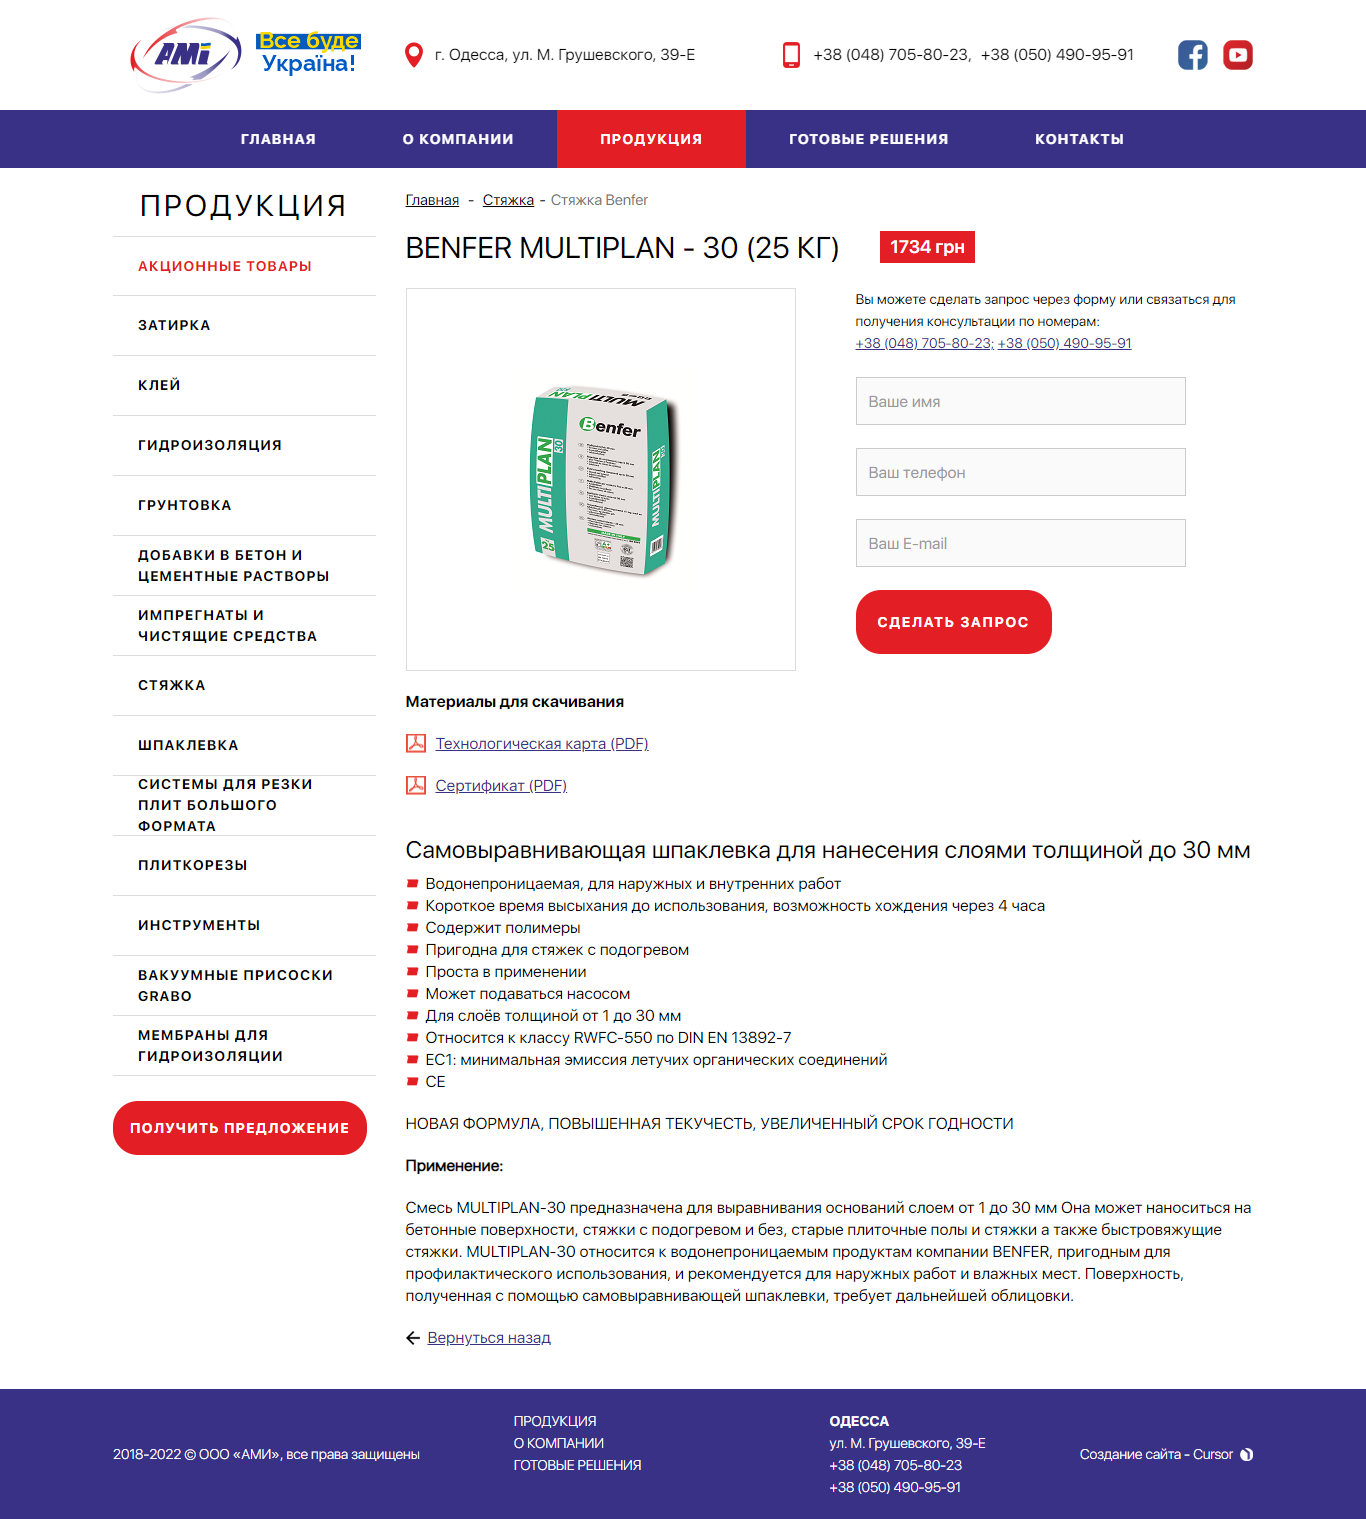 АМі
Все буде
Україна!
г. Одесса, ул. М. Грушевского, 39-Е
+38 (048) 705-80-23, +38 (050) 490-95-91
ГЛАВНАЯ
О КОМПАНИИ
ПРОДУКЦИЯ
ГОТОВЫЕ РЕШЕНИЯ
КОНТАКТЫ
ПРОДУКЦИЯ
АКЦИОННЫЕ ТОВАРЫ
ЗАТИРКА
КЛЕЙ
ГИДРОИЗОЛЯЦИЯ
ГРУНТОВКА
ДОБАВКИ В БЕТОН И
ЦЕМЕНТНЫЕ РАСТВОРЫ
ИМПРЕГНАТЫ И
ЧИСТЯЩИЕ СРЕДСТВА
СТЯЖКА
ШПАКЛЕВКА
СИСТЕМЫ ДЛЯ РЕЗКИ
ПЛИТ БОЛЬШОГО
ФОРМАТА
ПЛИТКОРЕЗЫ
ИНСТРУМЕНТЫ
ВАКУУМНЫЕ ПРИСОСКИ
GRABO
МЕМБРАНЫ ДЛЯ
ГИДРОИЗОЛЯЦИИ
ПОЛУЧИТЬ ПРЕДЛОЖЕНИЕ
Главная - Стяжка - Стяжка Benfer
BENFER MULTIPLAN - 30 (25 КГ)
1734 грн
MULTIPLAN
Benfer
MULTIPLAN 30
MULTIPLAN
25
Вы можете сделать запрос через форму или связаться для
получения консультации по номерам:
+38 (048) 705-80-23; +38 (050) 490-95-91
Ваше имя
Ваш телефон
Ваш E-mail
СДЕЛАТЬ ЗАПРОС
Материалы для скачивания
Технологическая карта (PDF)
Сертификат (PDF)
Самовыравнивающая шпаклевка для нанесения слоями толщиной до 30 мм
Водонепроницаемая, для наружных и внутренних работ
Короткое время высыхания до использования, возможность хождения через 4 часа
Содержит полимеры
Пригодна для стяжек с подогревом
Проста в применении
Может подаваться насосом
Для слоёв толщиной от 1 до 30 мм
Относится к классу RWFC-550 по DIN EN 13892-7
EC1: минимальная эмиссия летучих органических соединений
CE
НОВАЯ ФОРМУЛА, ПОВЫШЕННАЯ ТЕКУЧЕСТЬ, УВЕЛИЧЕННЫЙ СРОК ГОДНОСТИ
Применение:
Смесь MULTIPLAN-30 предназначена для выравнивания оснований слоем от 1 до 30 мм Она может наноситься на
бетонные поверхности, стяжки с подогревом и без, старые плиточные полы и стяжки а также быстровяжущие
стяжки. MULTIPLAN-30 относится к водонепроницаемым продуктам компании BENFER, пригодным для
профилактического использования, и рекомендуется для наружных работ и влажных мест. Поверхность,
полученная с помощью самовыравнивающей шпаклевки, требует дальнейшей облицовки.
Вернуться назад
2018-2022 © ООО «АМИ», все права защищены
ПРОДУКЦИЯ
О КОМПАНИИ
ГОТОВЫЕ РЕШЕНИЯ
ОДЕССА
ул. М. Грушевского, 39-Е
+38 (048) 705-80-23
+38 (050) 490-95-91
Создание сайта - Cursor